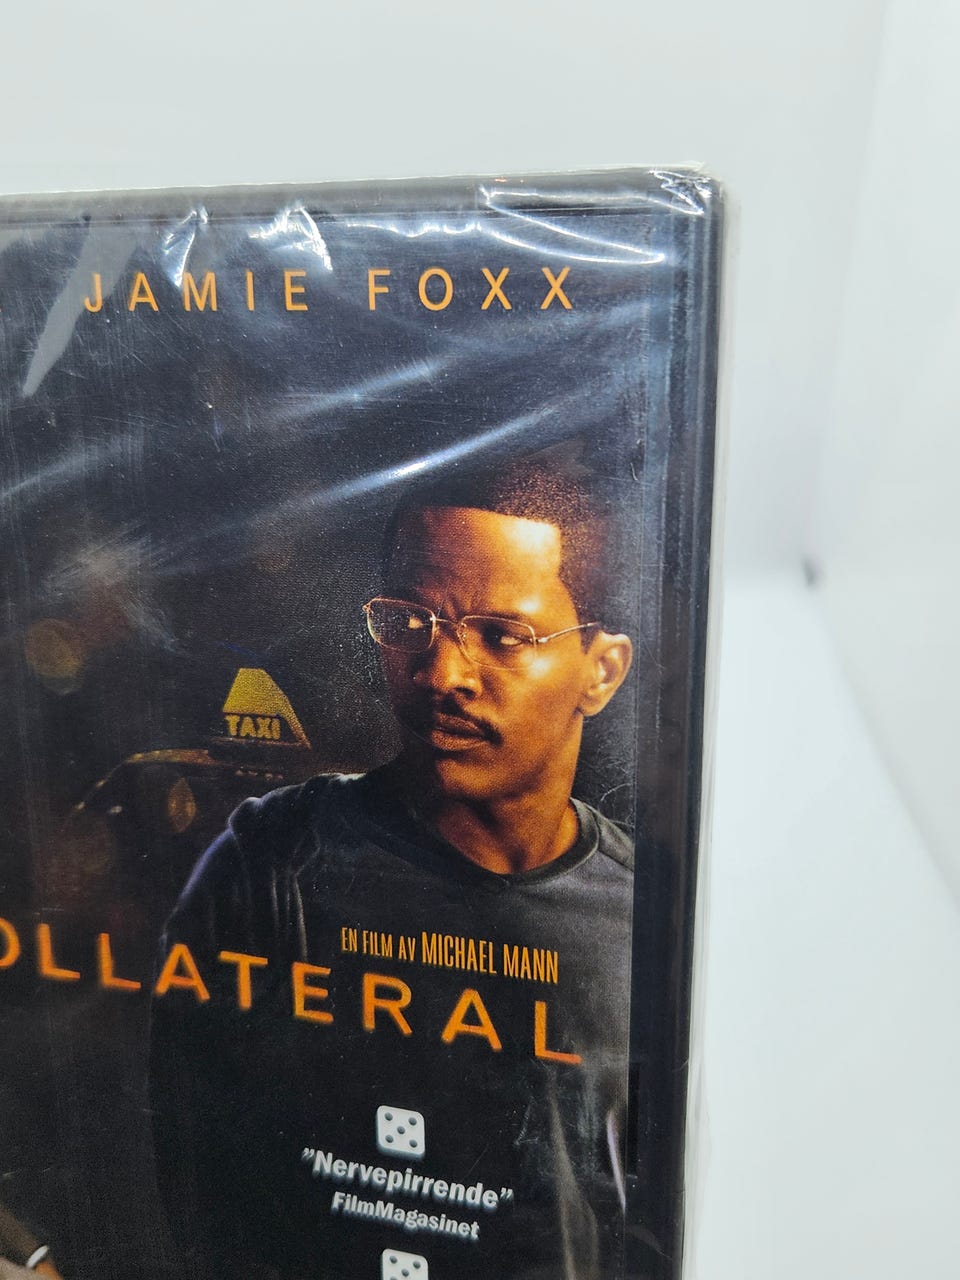 JAMIE FOXX
TAXI
EN FILM AV MICHAEL MANN
OLLATERAL
”Nervepirrende”
FilmMagasinet